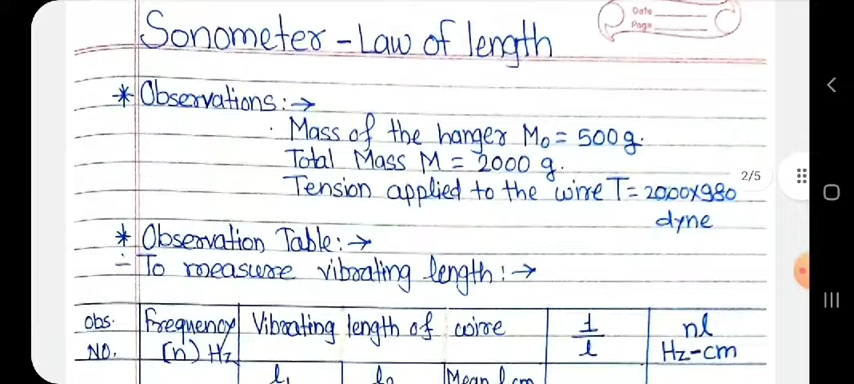 Date
Page
Sonometer - Law of length
* Observations :→
Mass of the hanger M₀ = 500 g.
Total Mass M = 2000 g.
Tension applied to the wire T = 2000x980
dyne
2/5
* Observation Table :→
÷ To measure vibrating length :→
obs. NO.
Frequency (n) Hz
Vibrating length of wire
1/l
nl Hz-cm
l₁
l₂
Mean l cm